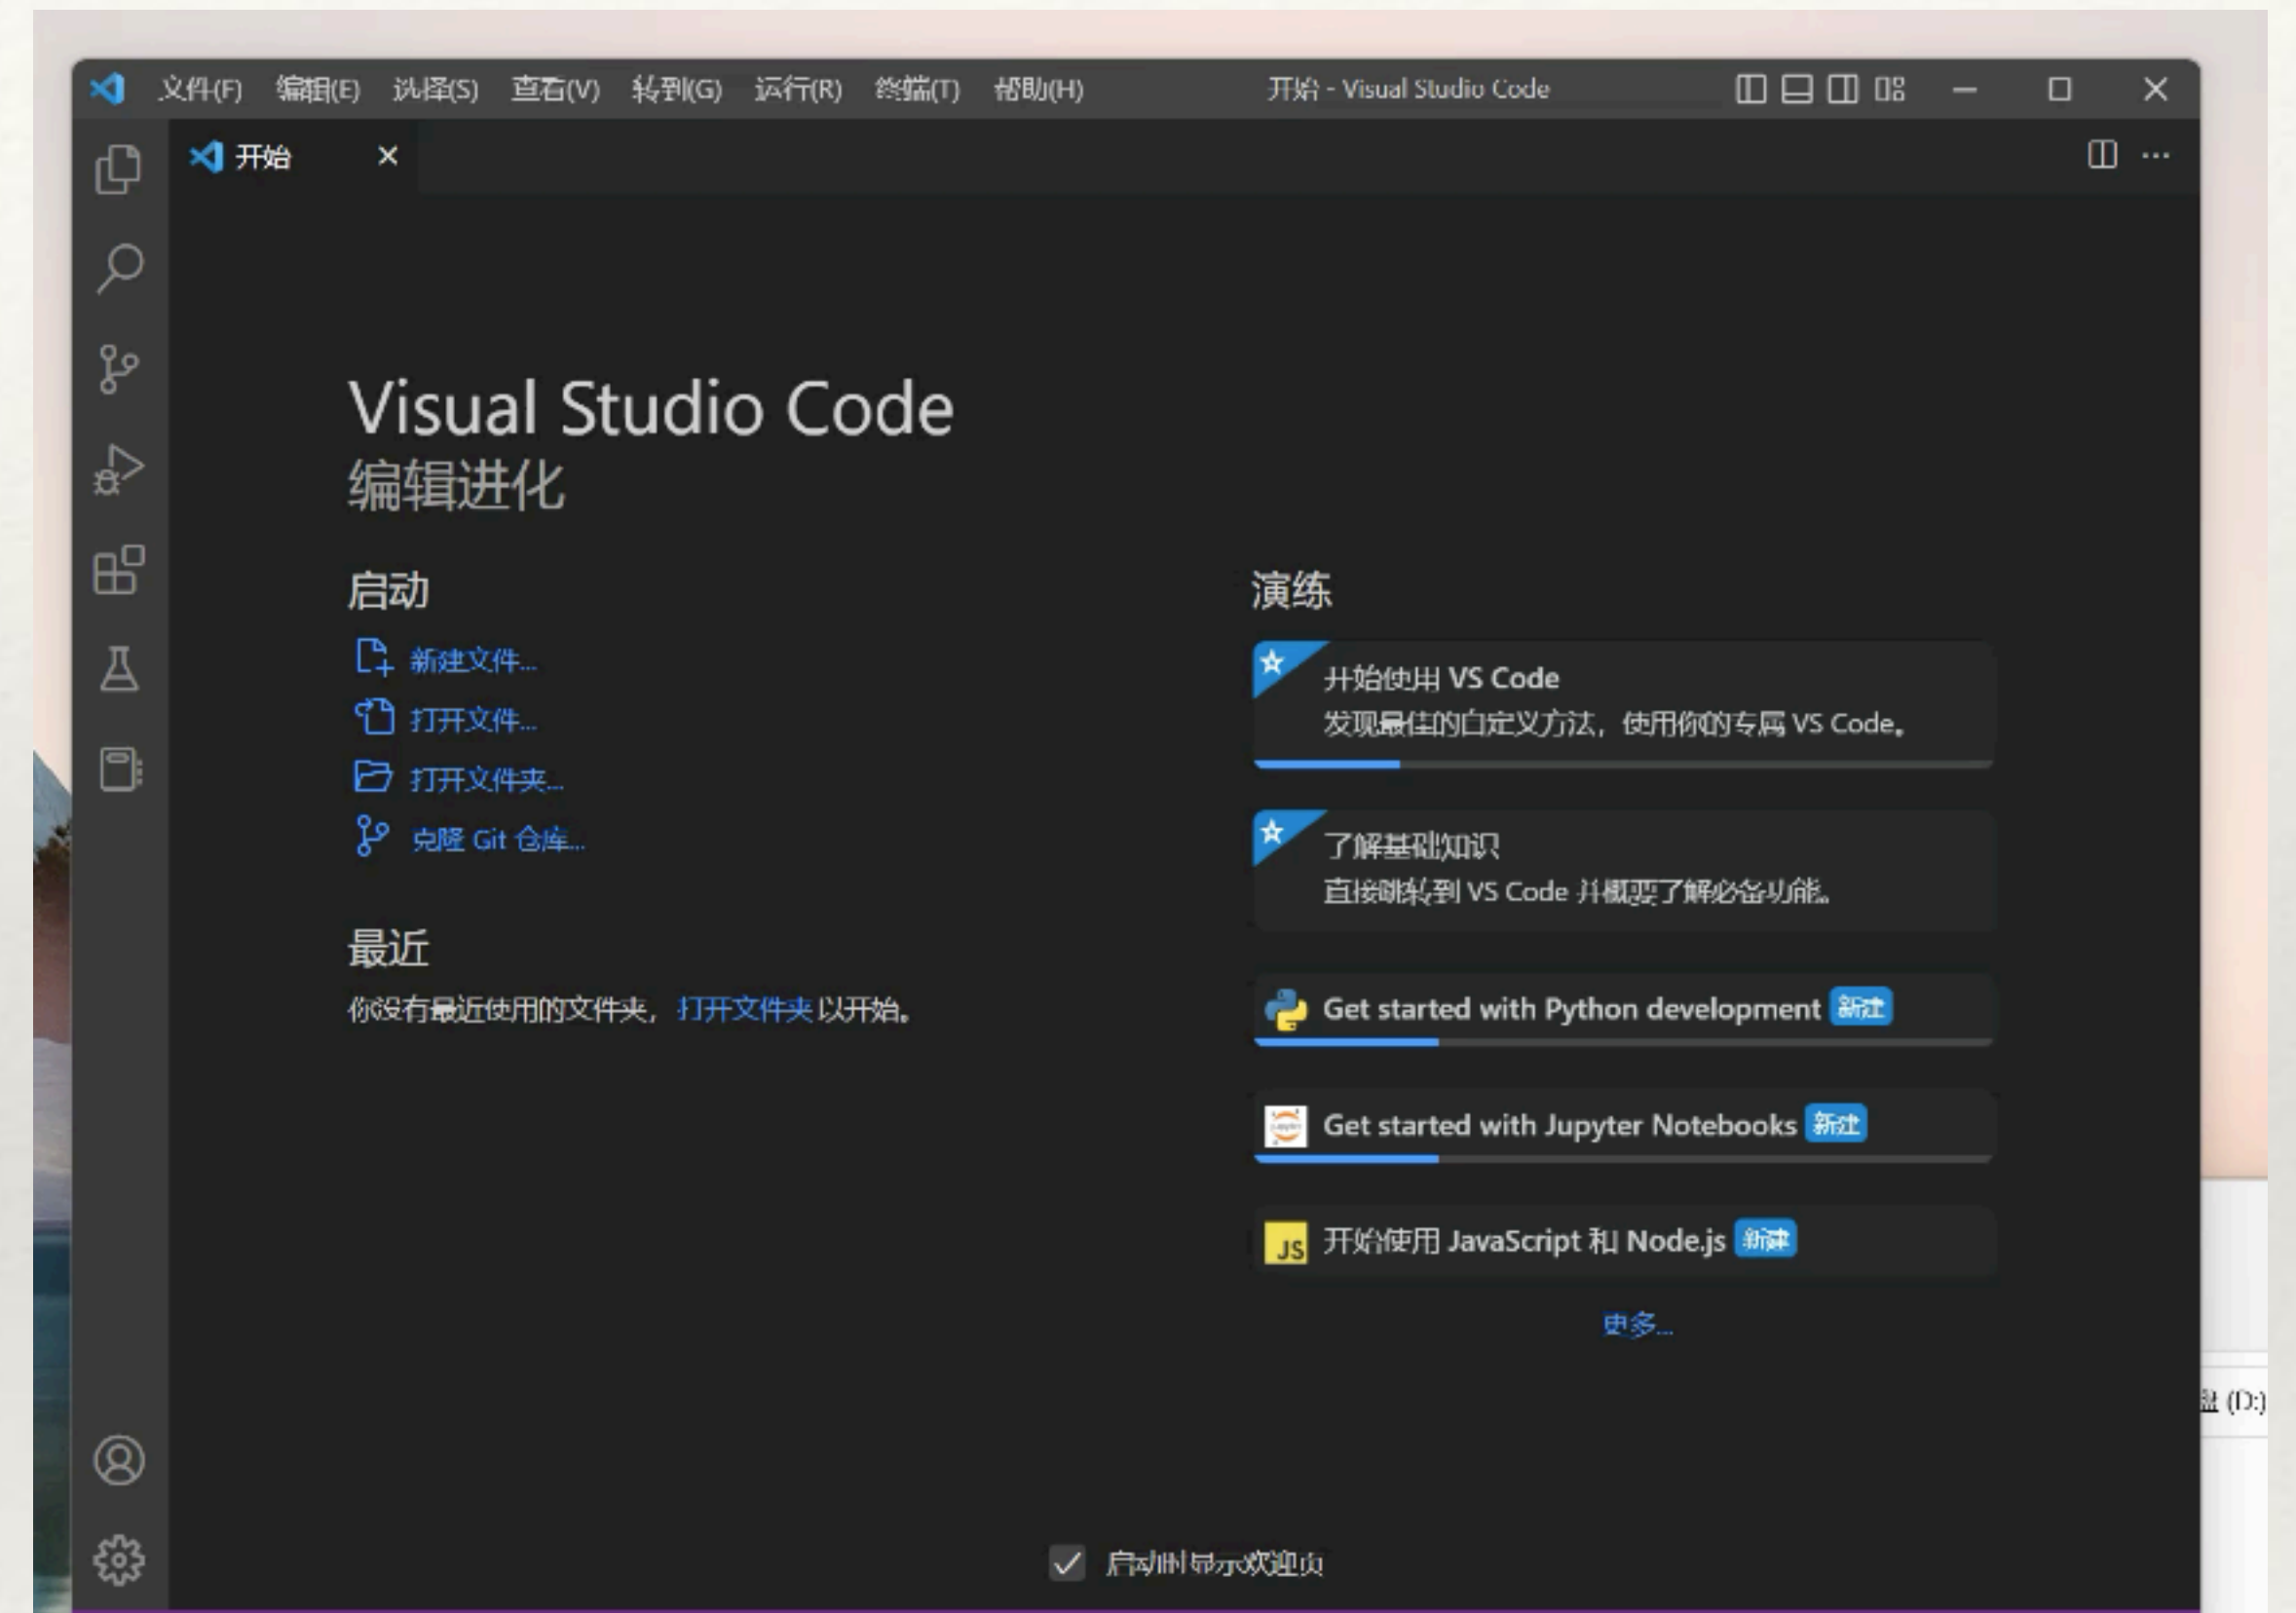 文件(F) 编辑(E) 选择(S) 查看(V) 转到(G) 运行(R) 终端(T) 帮助(H) 开始 - Visual Studio Code
开始
Visual Studio Code
编辑进化
启动
新建文件...
打开文件...
打开文件夹...
克隆 Git 仓库...
最近
你没有最近使用的文件夹，打开文件夹以开始。
演练
开始使用 VS Code
发现最佳的自定义方法，使用你的专属 VS Code。
了解基础知识
直接跳转到 VS Code 并概要了解必备功能。
Get started with Python development 新建
Get started with Jupyter Notebooks 新建
JS 开始使用 JavaScript 和 Node.js 新建
更多...
盘 (D:)
启动时显示欢迎页